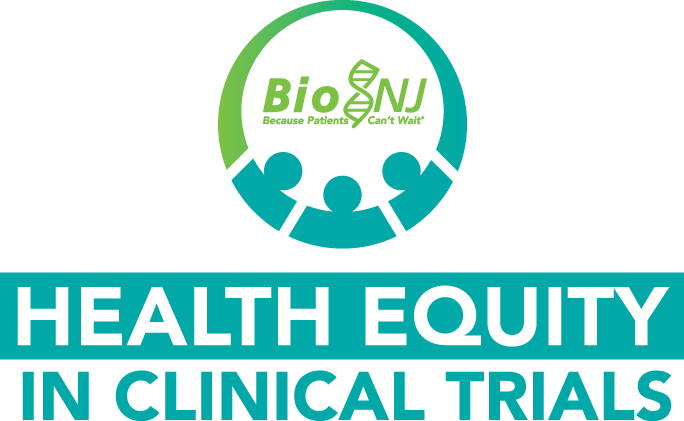 BioNJ
Because Patients Can't Wait®
HEALTH EQUITY
IN CLINICAL TRIALS